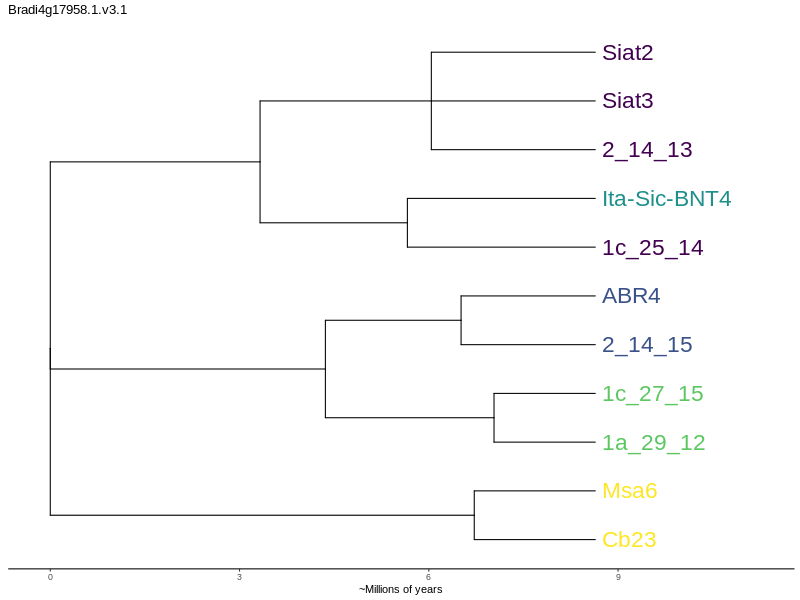 Bradi4g17958.1.v3.1
Siat2
Siat3
2_14_13
Ita-Sic-BNT4
1c_25_14
ABR4
2_14_15
1c_27_15
1a_29_12
Msa6
Cb23
0 3 6 9
~Millions of years